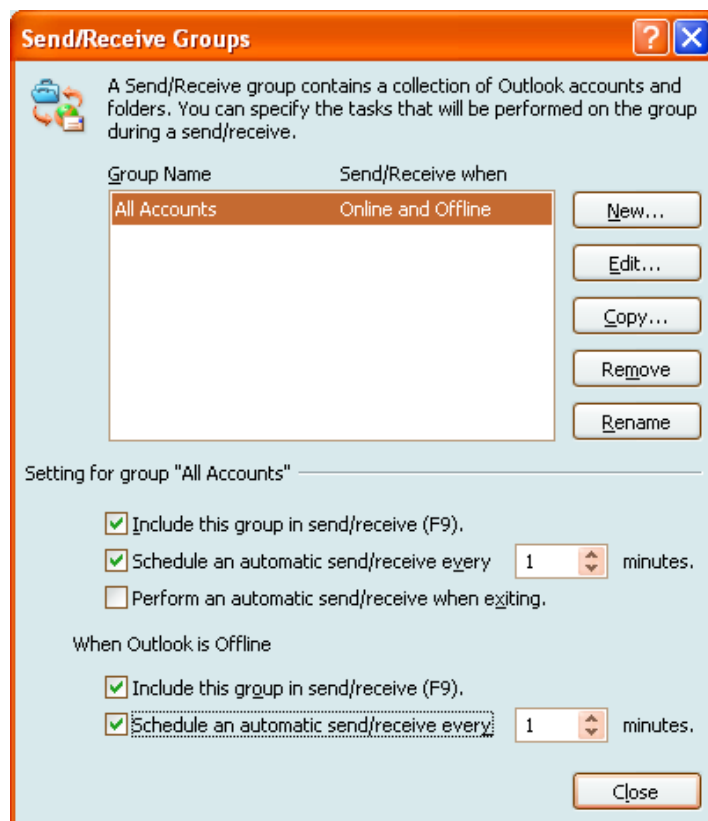 Send/Receive Groups
A Send/Receive group contains a collection of Outlook accounts and
folders. You can specify the tasks that will be performed on the group
during a send/receive.
Group Name Send/Receive when
All Accounts Online and Offline
New...
Edit...
Copy...
Remove
Rename
Setting for group "All Accounts"
Include this group in send/receive (F9).
Schedule an automatic send/receive every 1 minutes.
Perform an automatic send/receive when exiting.
When Outlook is Offline
Include this group in send/receive (F9).
Schedule an automatic send/receive every 1 minutes.
Close